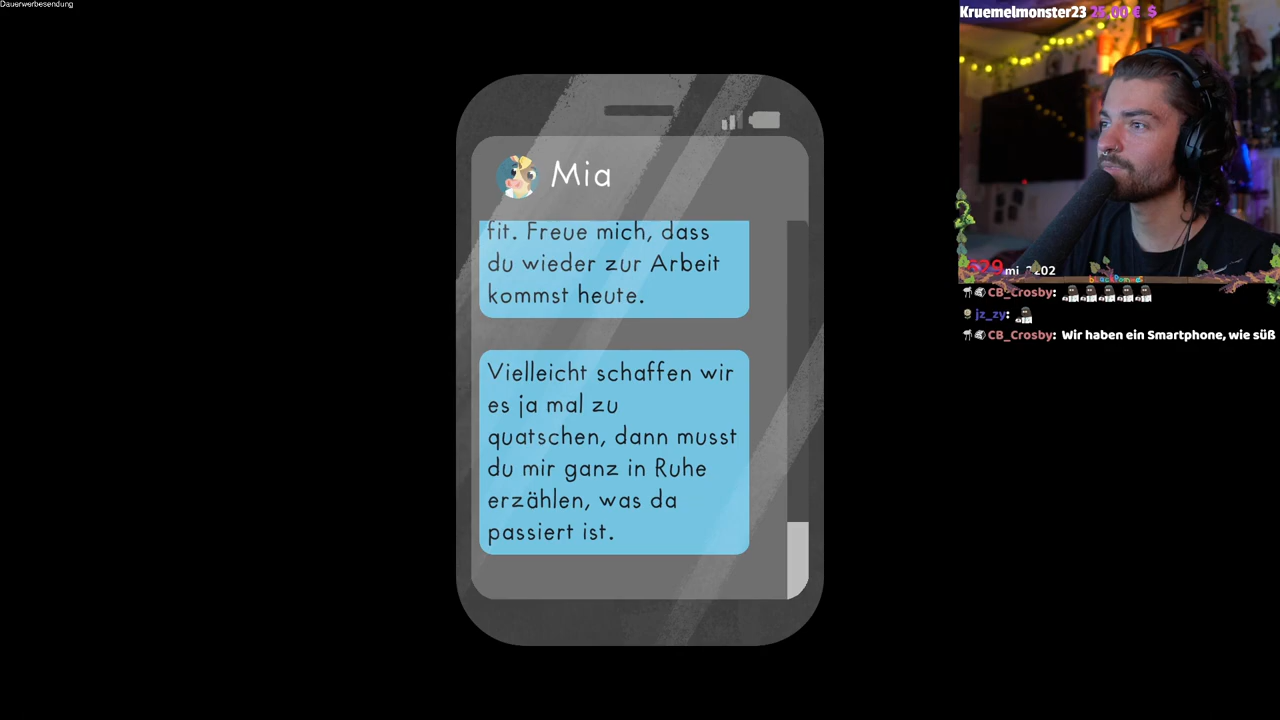 Dauerwerbesendung
Kruemelmonster23 25.00 € $
Mia
fit. Freue mich, dass
du wieder zur Arbeit
kommst heute.
Vielleicht schaffen wir
es ja mal zu
quatschen, dann musst
du mir ganz in Ruhe
erzählen, was da
passiert ist.
CB_Crosby:
jz_zy:
CB_Crosby: Wir haben ein Smartphone, wie süß